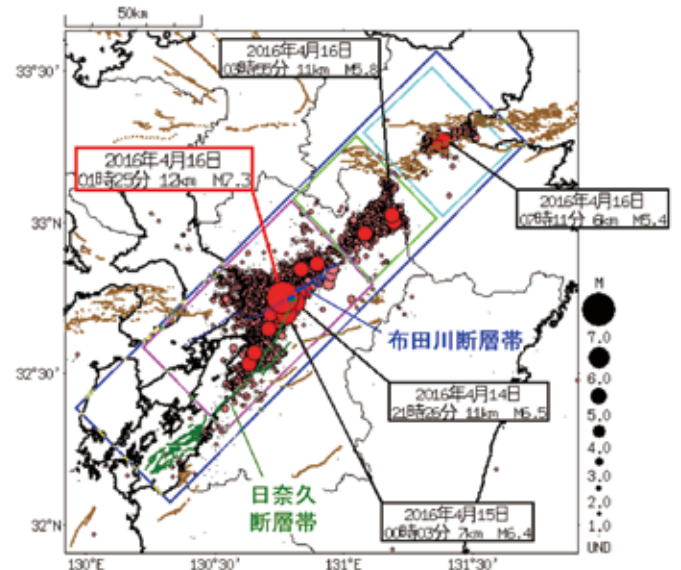 50km
33°30'
33°N
32°30'
32°N
130°E
130°30'
131°E
131°30'
2016年4月16日
03時55分 11km M5.8
2016年4月16日
01時25分 12km M7.3
2016年4月16日
07時11分 6km M5.4
布田川断層帯
2016年4月14日
21時26分 11km M6.5
日奈久
断層帯
2016年4月15日
00時03分 7km M6.4
M
7.0
6.0
5.0
4.0
3.0
2.0
1.0
UND